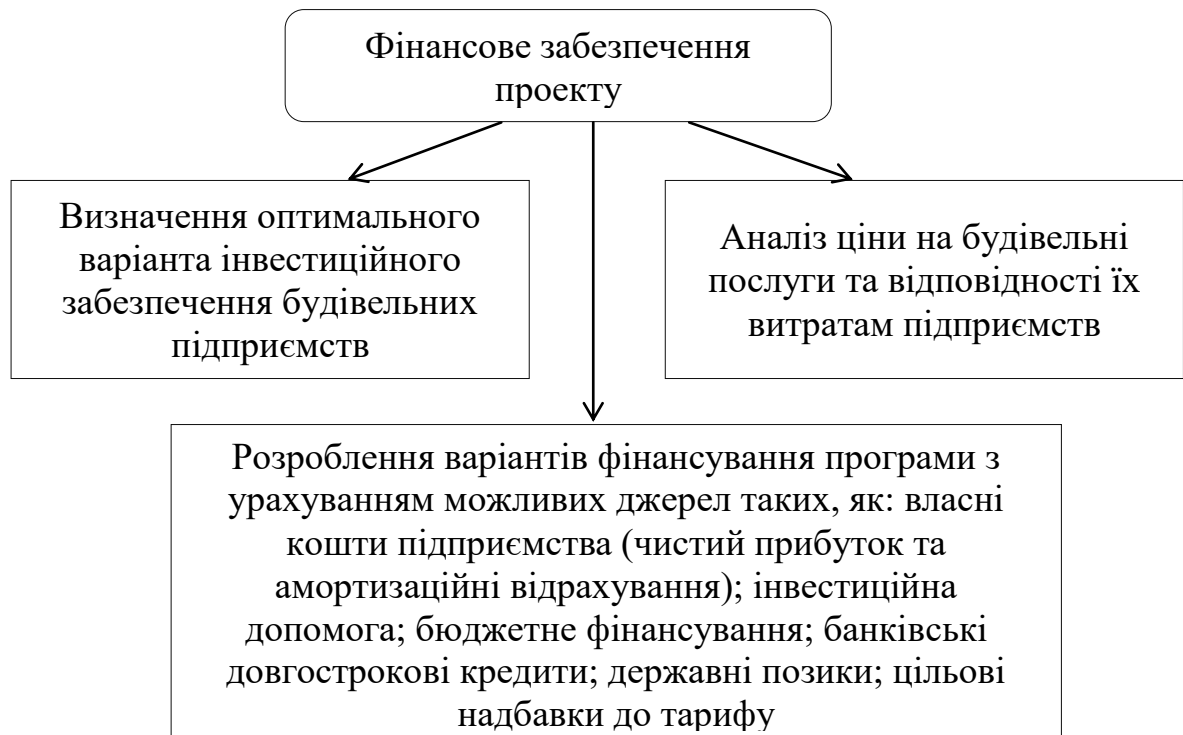 Фінансове забезпечення
проекту
Визначення оптимального
варіанта інвестиційного
забезпечення будівельних
підприємств
Аналіз ціни на будівельні
послуги та відповідності їх
витратам підприємств
Розроблення варіантів фінансування програми з
урахуванням можливих джерел таких, як: власні
кошти підприємства (чистий прибуток та
амортизаційні відрахування); інвестиційна
допомога; бюджетне фінансування; банківські
довгострокові кредити; державні позики; цільові
надбавки до тарифу